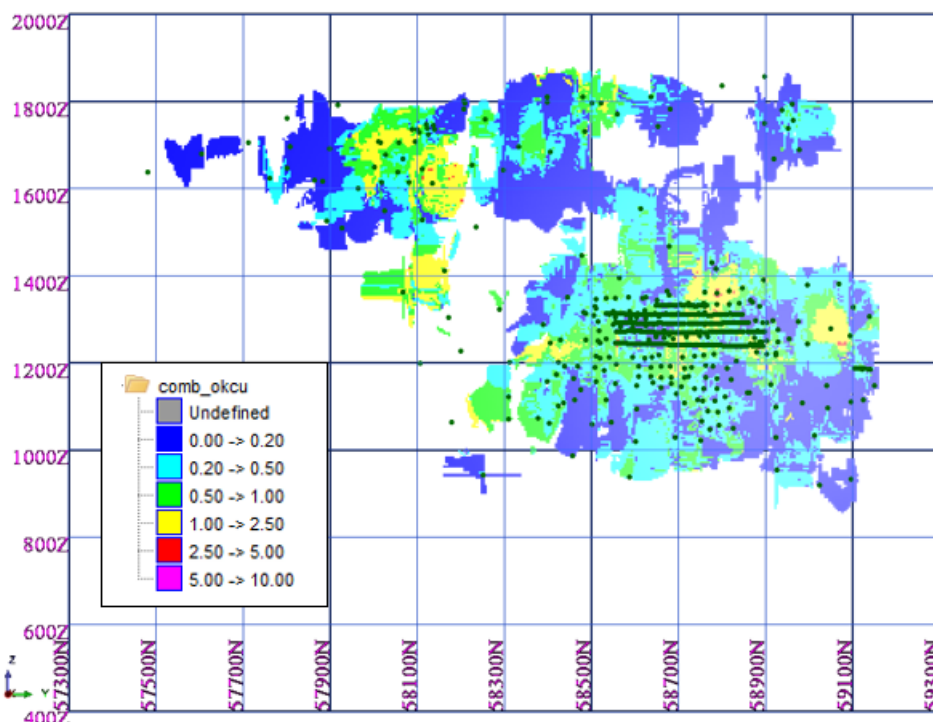 2000Z
1800Z
1600Z
1400Z
1200Z
1000Z
800Z
600Z
400Z
comb_okcu
Undefined
0.00 -> 0.20
0.20 -> 0.50
0.50 -> 1.00
1.00 -> 2.50
2.50 -> 5.00
5.00 -> 10.00
57300N
57500N
57700N
57900N
58100N
58300N
58500N
58700N
58900N
59100N
59300N
Z
Y